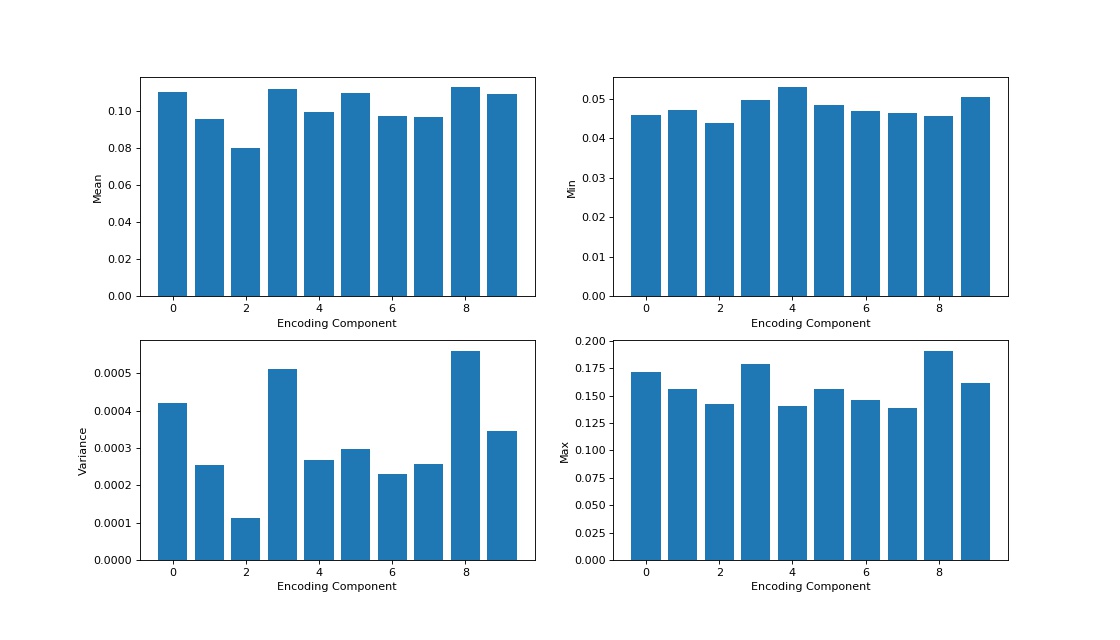 Mean
0.10
0.08
0.06
0.04
0.02
0.00
0 2 4 6 8
Encoding Component
Min
0.05
0.04
0.03
0.02
0.01
0.00
0 2 4 6 8
Encoding Component
Variance
0.0005
0.0004
0.0003
0.0002
0.0001
0.0000
0 2 4 6 8
Encoding Component
Max
0.200
0.175
0.150
0.125
0.100
0.075
0.050
0.025
0.000
0 2 4 6 8
Encoding Component